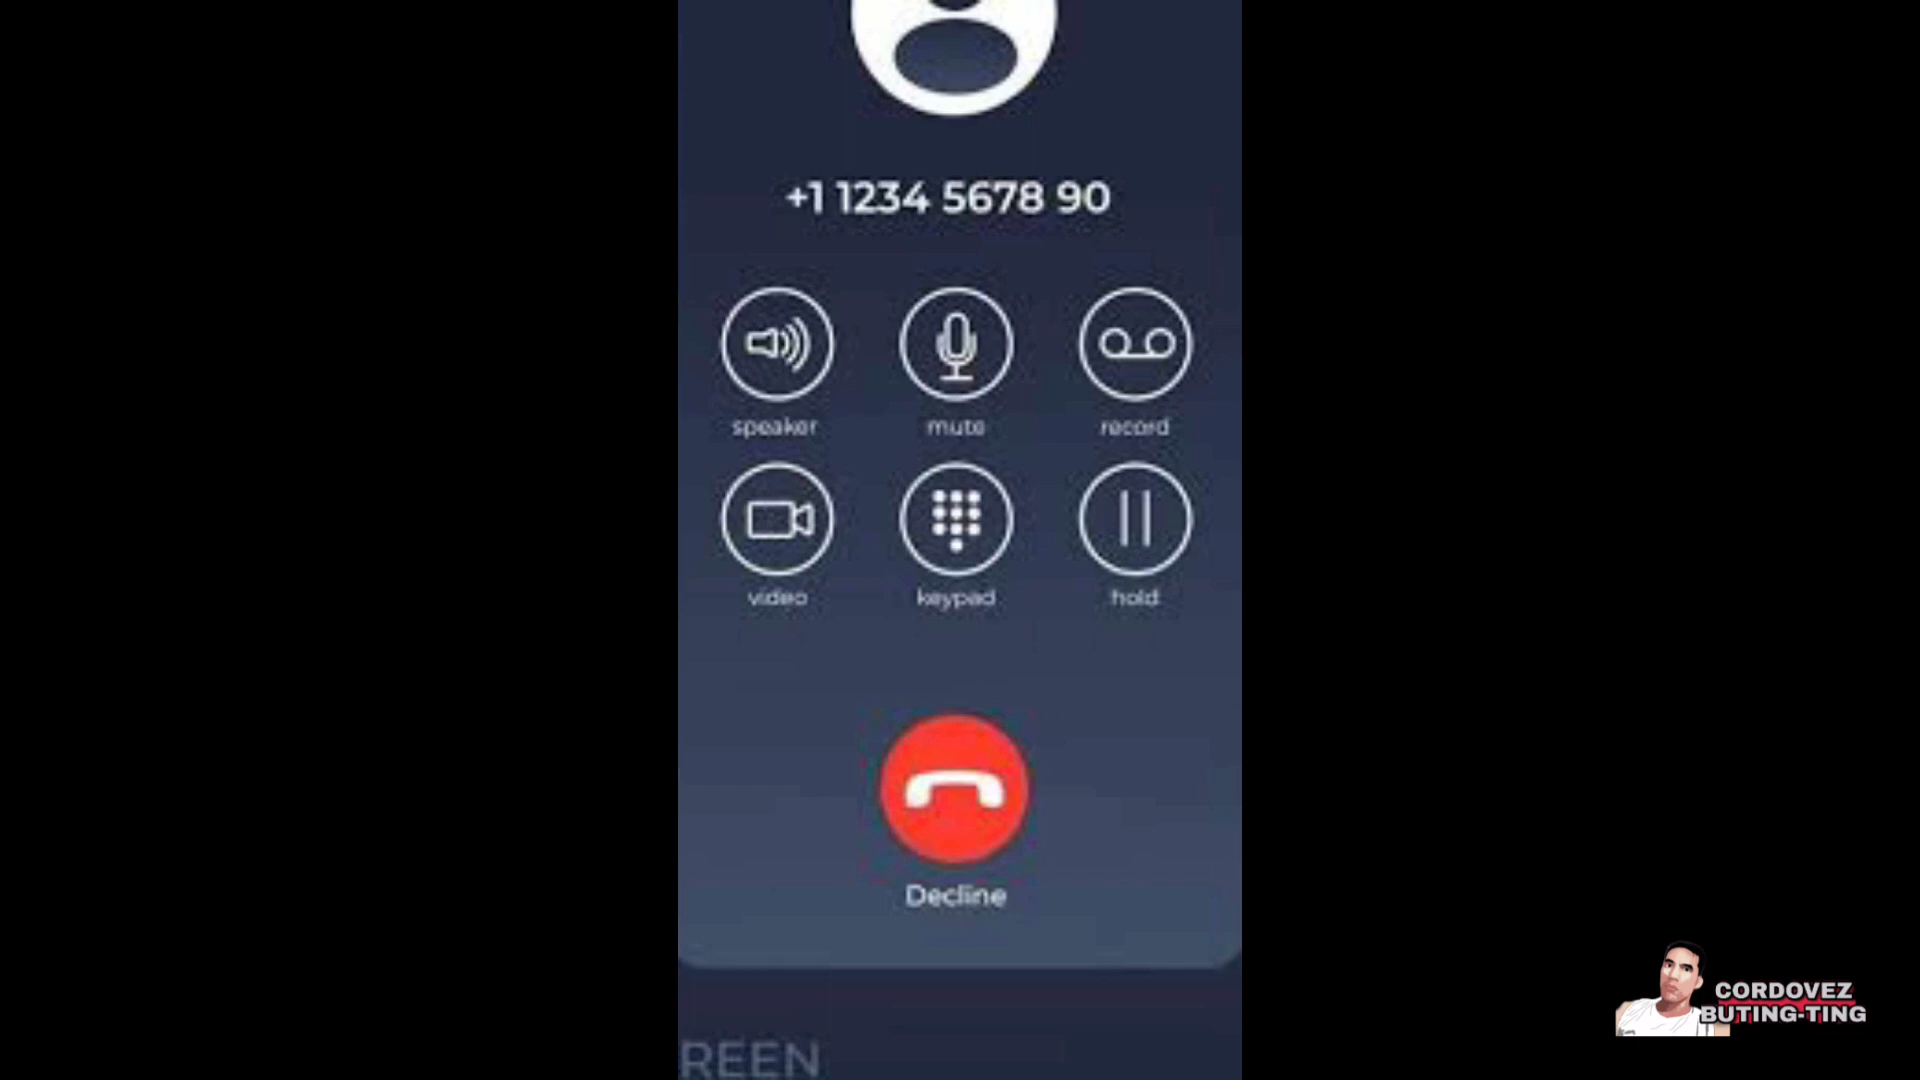 +1 1234 5678 90
speaker mute record
video keypad hold
Decline
REEN
CORDOVEZ
BUTING-TING